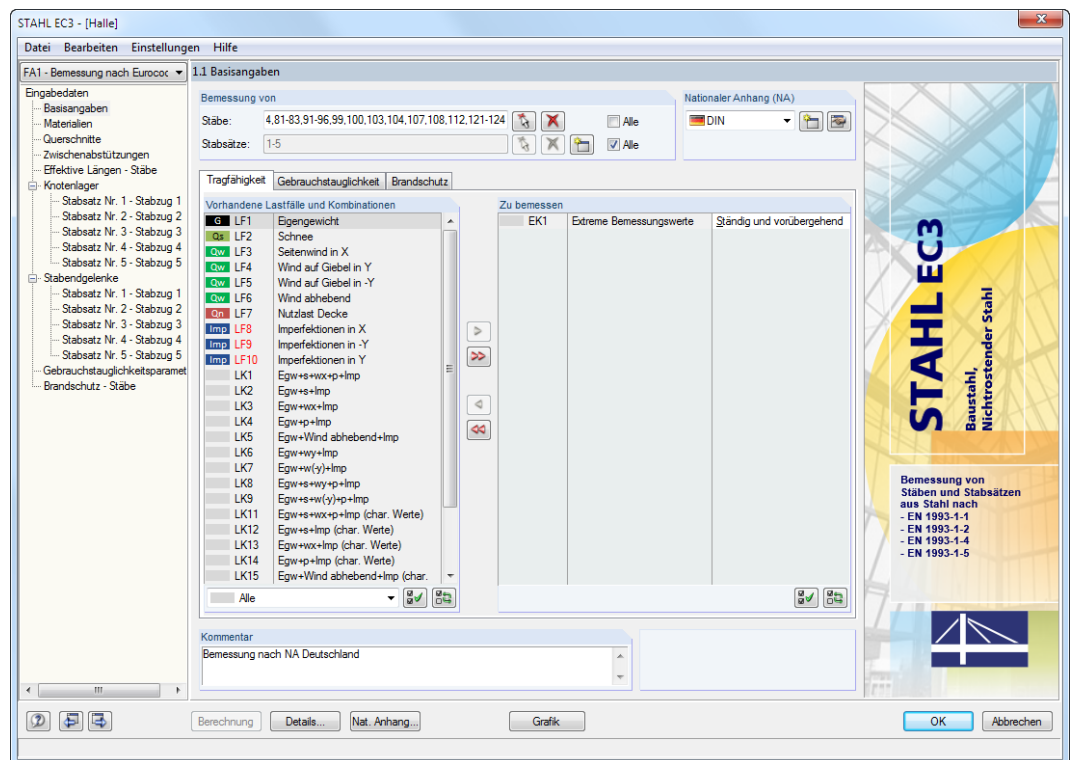 STAHL EC3 - [Halle]
Datei Bearbeiten Einstellungen Hilfe
FA1 - Bemessung nach Eurococ
1.1 Basisangaben
Eingabedaten
Basisangaben
Materialien
Querschnitte
Zwischenabstützungen
Effektive Längen - Stäbe
Knotenlager
Stabsatz Nr. 1 - Stabzug 1
Stabsatz Nr. 2 - Stabzug 2
Stabsatz Nr. 3 - Stabzug 3
Stabsatz Nr. 4 - Stabzug 4
Stabsatz Nr. 5 - Stabzug 5
Stabendgelenke
Stabsatz Nr. 1 - Stabzug 1
Stabsatz Nr. 2 - Stabzug 2
Stabsatz Nr. 3 - Stabzug 3
Stabsatz Nr. 4 - Stabzug 4
Stabsatz Nr. 5 - Stabzug 5
Gebrauchstauglichkeitsparamet
Brandschutz - Stäbe
Bemessung von
Stäbe: 4,81-83,91-96,99,100,103,104,107,108,112,121-124 Alle
Stabsätze: 1-5 Alle
Nationaler Anhang (NA)
DIN
Tragfähigkeit Gebrauchstauglichkeit Brandschutz
Vorhandene Lastfälle und Kombinationen
G LF1 Eigengewicht
Qs LF2 Schnee
Qw LF3 Seitenwind in X
Qw LF4 Wind auf Giebel in Y
Qw LF5 Wind auf Giebel in -Y
Qw LF6 Wind abhebend
Qn LF7 Nutzlast Decke
Imp LF8 Imperfektionen in X
Imp LF9 Imperfektionen in -Y
Imp LF10 Imperfektionen in Y
LK1 Egw+s+wx+p+Imp
LK2 Egw+s+Imp
LK3 Egw+wx+Imp
LK4 Egw+p+Imp
LK5 Egw+Wind abhebend+Imp
LK6 Egw+wy+Imp
LK7 Egw+w(-y)+Imp
LK8 Egw+s+wy+p+Imp
LK9 Egw+s+w(-y)+p+Imp
LK11 Egw+s+wx+p+Imp (char. Werte)
LK12 Egw+s+Imp (char. Werte)
LK13 Egw+wx+Imp (char. Werte)
LK14 Egw+p+Imp (char. Werte)
LK15 Egw+Wind abhebend+Imp (char.
Alle
> 
>>
<
<<
Zu bemessen
EK1 Extreme Bemessungswerte Ständig und vorübergehend
Kommentar
Bemessung nach NA Deutschland
STAHL EC3
Baustahl,
Nichtrostender Stahl
Bemessung von
Stäben und Stabsätzen
aus Stahl nach
- EN 1993-1-1
- EN 1993-1-2
- EN 1993-1-4
- EN 1993-1-5
Berechnung Details... Nat. Anhang... Grafik OK Abbrechen